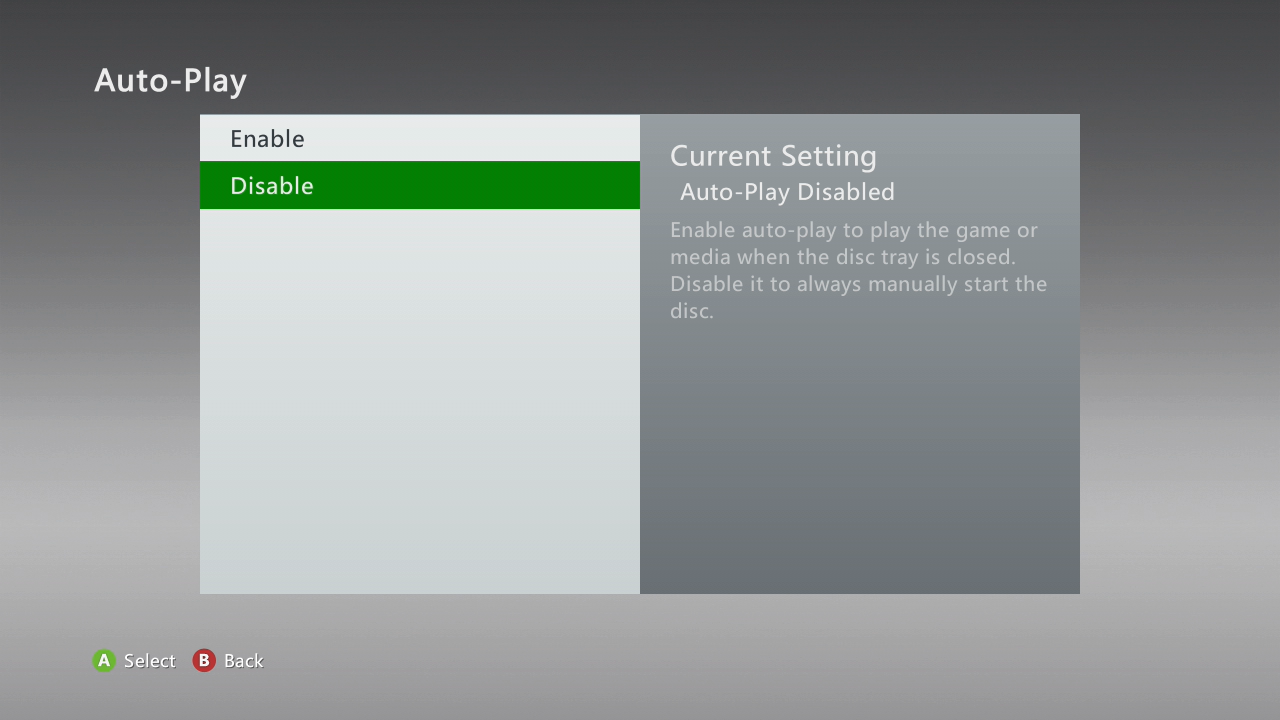 Auto-Play
Enable
Disable
Current Setting
Auto-Play Disabled
Enable auto-play to play the game or
media when the disc tray is closed.
Disable it to always manually start the
disc.
A Select B Back